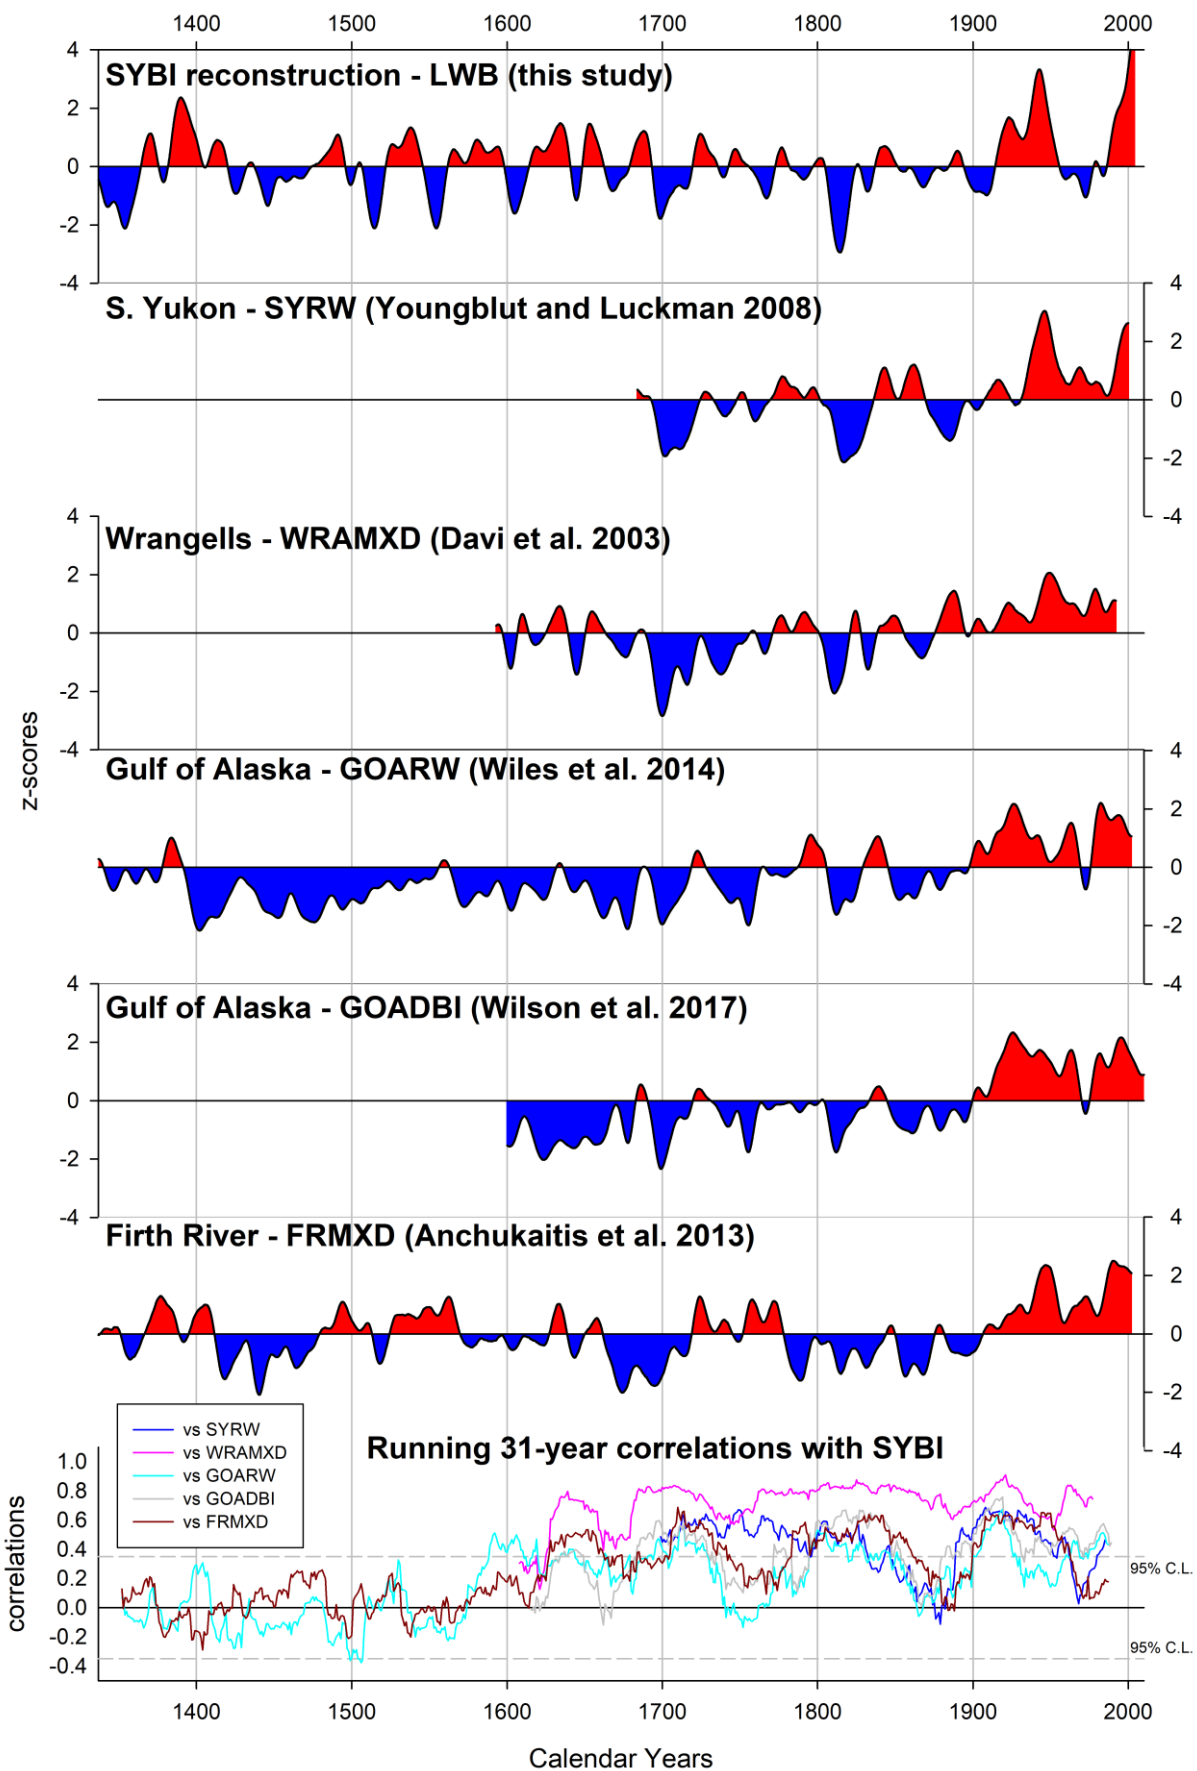 1400 1500 1600 1700 1800 1900 2000
4
2
0
-2
-4
SYBI reconstruction - LWB (this study)
4
2
0
-2
-4
S. Yukon - SYRW (Youngblut and Luckman 2008)
4
2
0
-2
-4
Wrangells - WRAMXD (Davi et al. 2003)
z-scores
4
2
0
-2
-4
Gulf of Alaska - GOARW (Wiles et al. 2014)
4
2
0
-2
-4
Gulf of Alaska - GOADBI (Wilson et al. 2017)
4
2
0
-2
-4
Firth River - FRMXD (Anchukaitis et al. 2013)
vs SYRW
vs WRAMXD
vs GOARW
vs GOADBI
vs FRMXD
Running 31-year correlations with SYBI
correlations
1.0
0.8
0.6
0.4
0.2
0.0
-0.2
-0.4
95% C.L.
95% C.L.
1400 1500 1600 1700 1800 1900 2000
Calendar Years